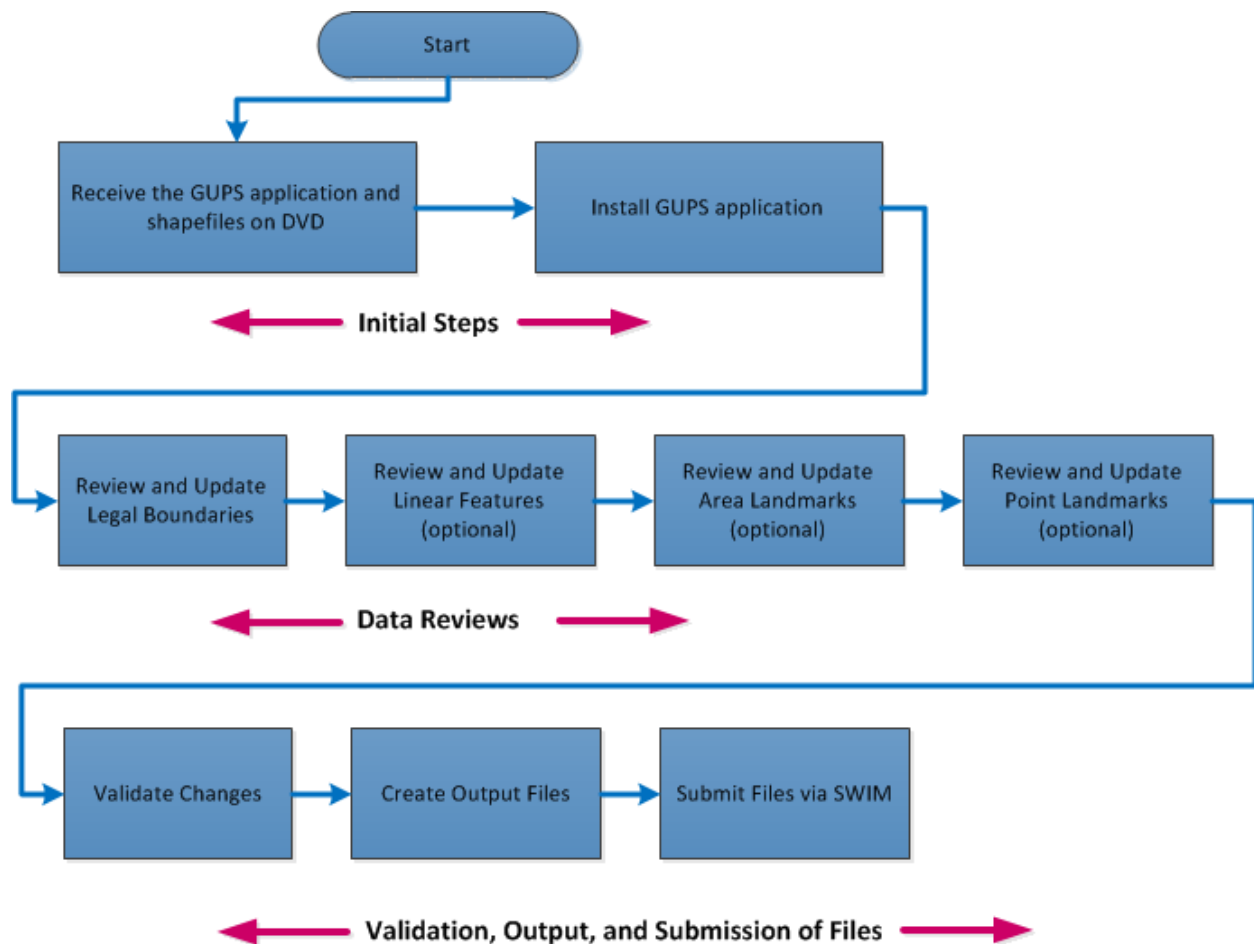 Start
Receive the GUPS application and
shapefiles on DVD
Install GUPS application
Initial Steps
Review and Update
Legal Boundaries
Review and Update
Linear Features
(optional)
Review and Update
Area Landmarks
(optional)
Review and Update
Point Landmarks
(optional)
Data Reviews
Validate Changes
Create Output Files
Submit Files via SWIM
Validation, Output, and Submission of Files